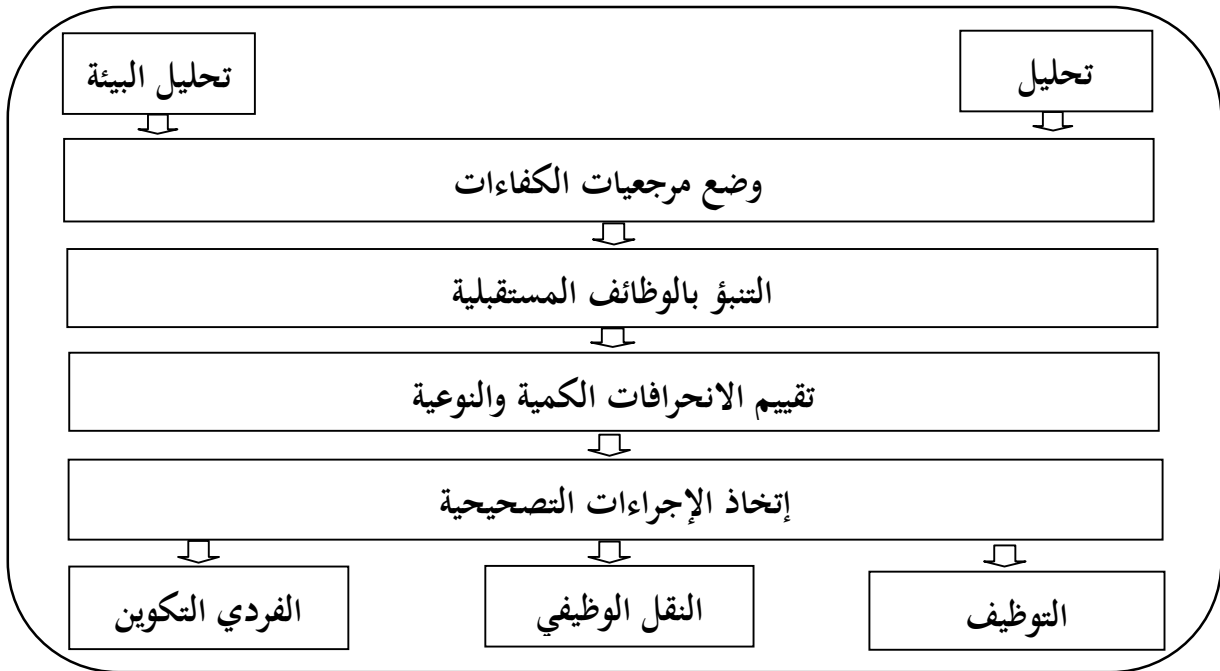 تحليل
تحليل البيئة
وضع مرجعيات الكفاءات
التنبؤ بالوظائف المستقبلية
تقييم الانحرافات الكمية والنوعية
إتخاذ الإجراءات التصحيحية
التوظيف
النقل الوظيفي
الفردي التكوين